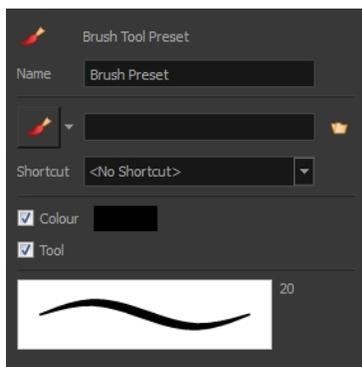 Brush Tool Preset
Name Brush Preset
Shortcut <No Shortcut>
Colour
Tool
20